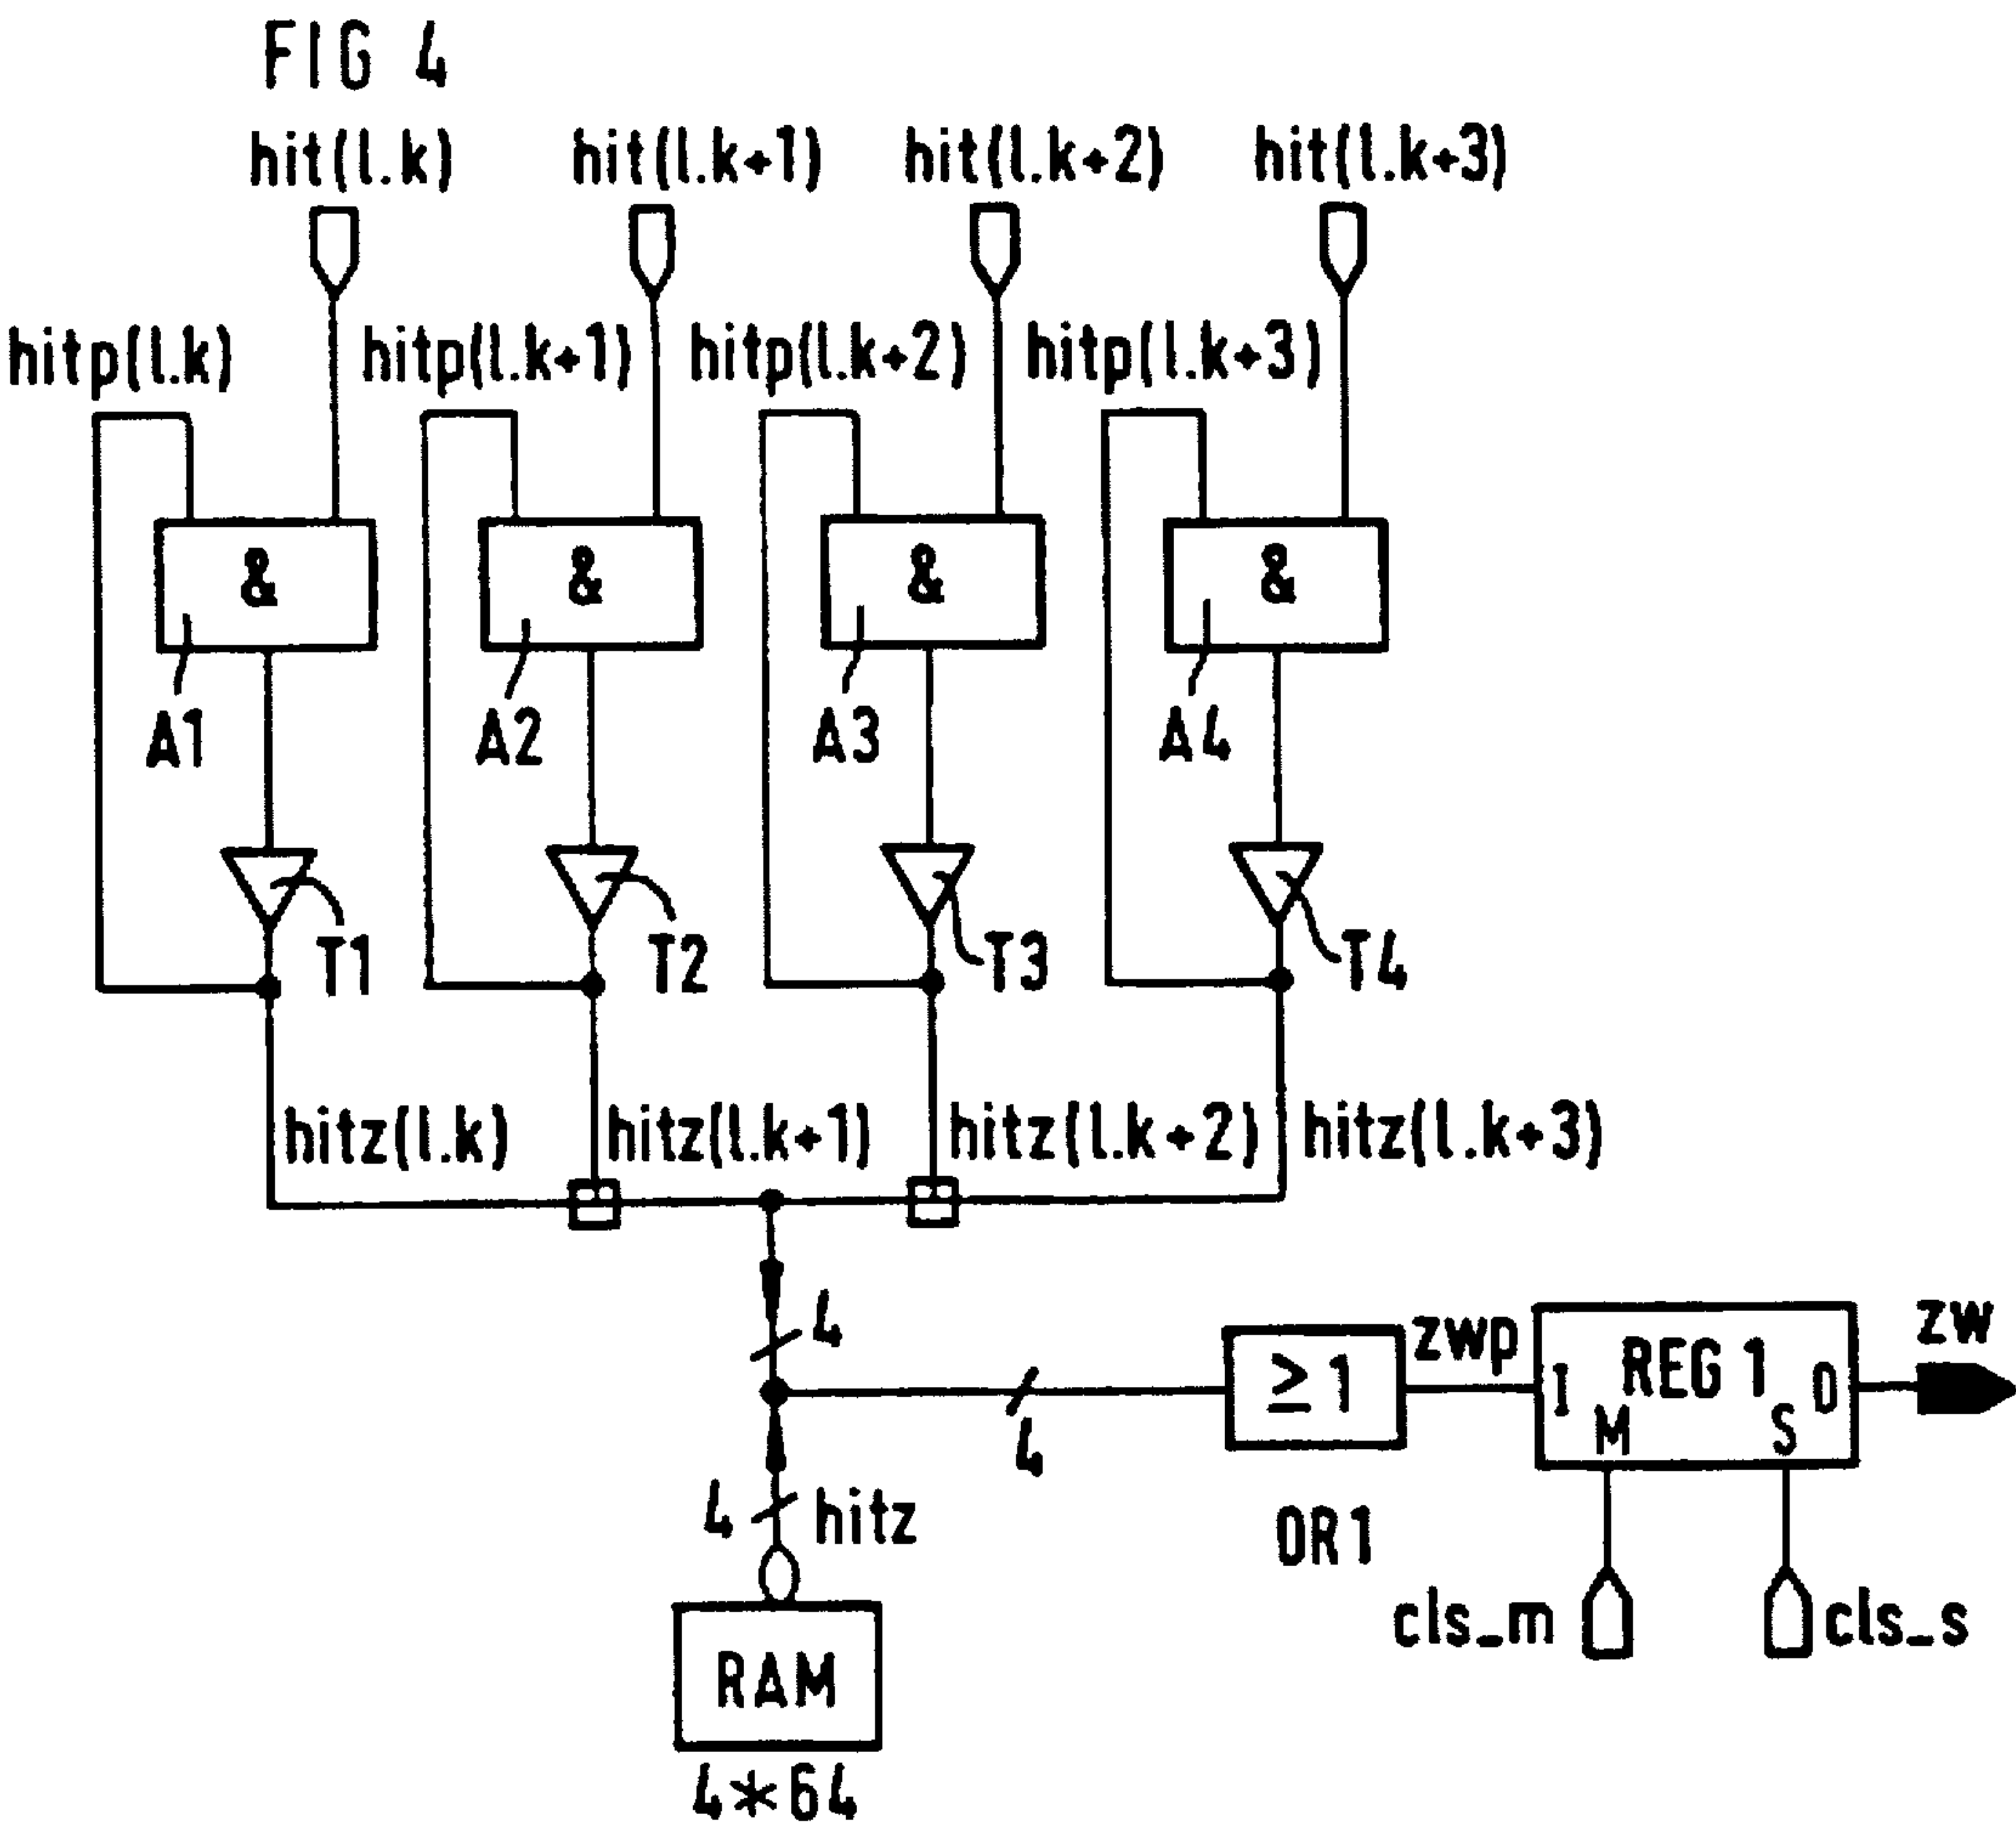 FIG 4
hit(l.k) hit(l.k+1) hit(l.k+2) hit(l.k+3)
hitp(l.k) hitp(l.k+1) hitp(l.k+2) hitp(l.k+3)
& & & &
A1 A2 A3 A4
T1 T2 T3 T4
hitz(l.k) hitz(l.k+1) hitz(l.k+2) hitz(l.k+3)
4
4
≥1
zwp
I REG 1 O
M S
zw
4 hitz
OR1
cls_m cls_s
RAM
4*64